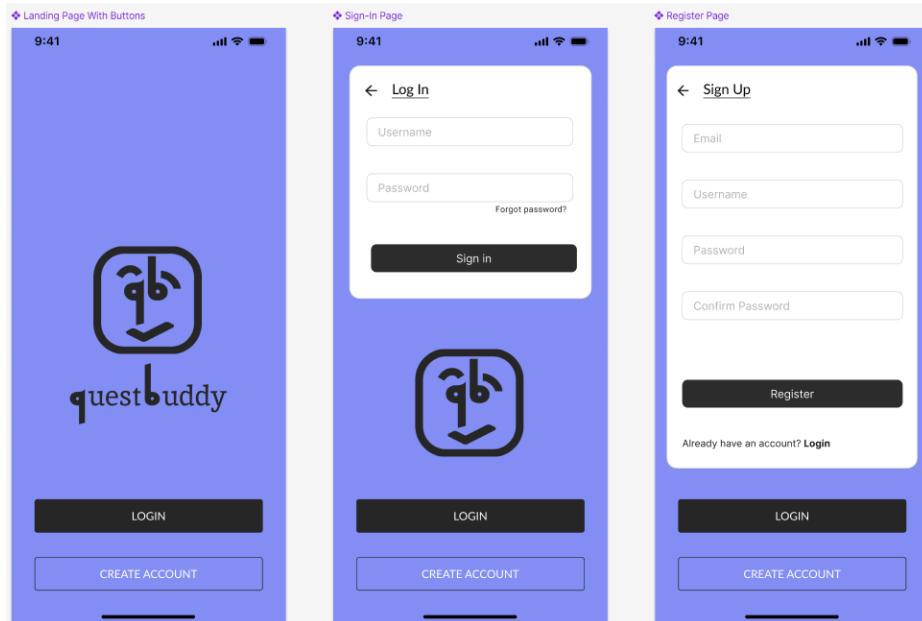 Landing Page With Buttons
9:41
questbuddy
LOGIN
CREATE ACCOUNT
Sign-In Page
9:41
Log In
Username
Password
Forgot password?
Sign in
qb
LOGIN
CREATE ACCOUNT
Register Page
9:41
Sign Up
Email
Username
Password
Confirm Password
Register
Already have an account? Login
LOGIN
CREATE ACCOUNT